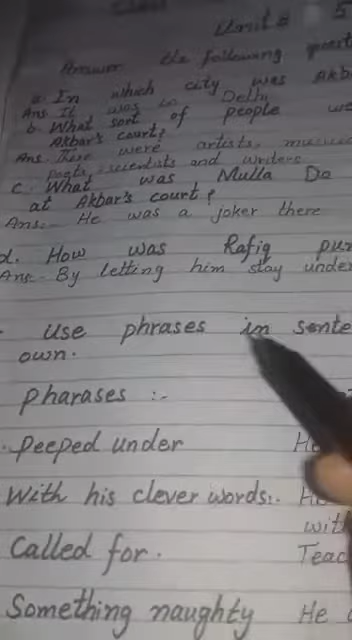 Unit # 5
Answer the following quest
a. In which city was Akb
Ans It was in Delhi
b. What sort of people we
Akbar's court?
Ans. There were artists, musici
poets, scientists and writers
c. What was Mulla Do
at Akbar's court?
Ans:- He was a joker there
d. How was Rafiq pun
Ans- By letting him stay under
Use phrases in sente
own.
Pharases :-
Peeped under He
With his clever words:- He
with
Called for. Teac
Something naughty He